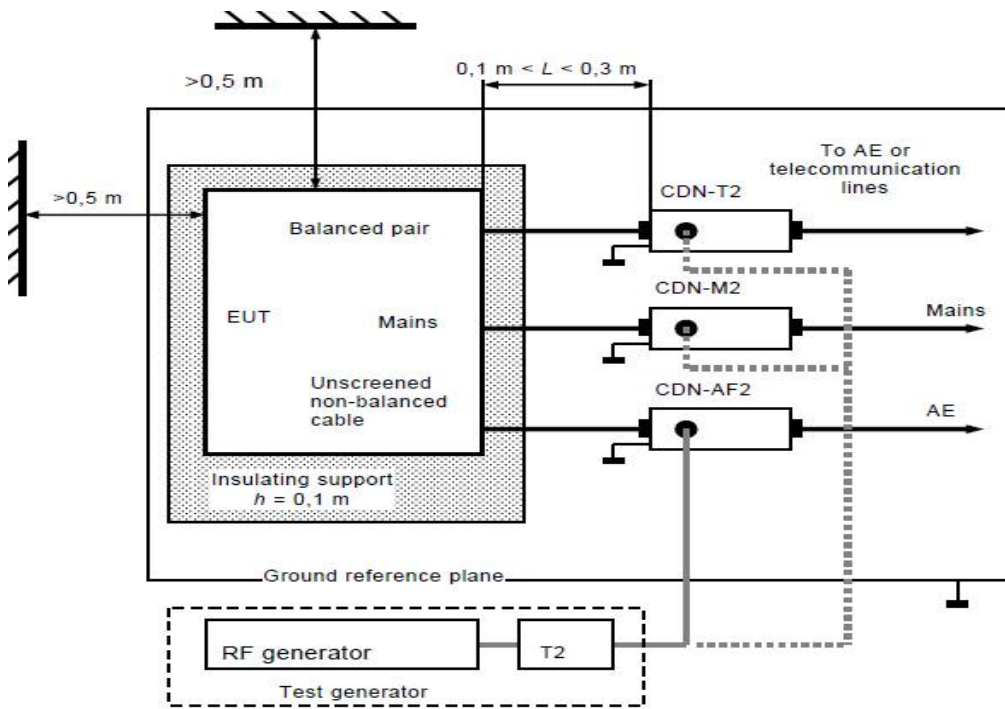 >0,5 m
0,1 m < L < 0,3 m
>0,5 m
To AE or
telecommunication
lines
CDN-T2
Balanced pair
CDN-M2
Mains
EUT
Mains
Unscreened
non-balanced
cable
CDN-AF2
AE
Insulating support
h = 0,1 m
Ground reference plane
RF generator
T2
Test generator